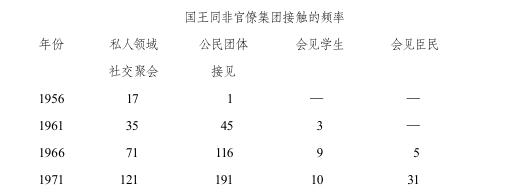 国王同非官僚集团接触的频率
年份 私人领域 公民团体 会见学生 会见臣民
社交聚会 接见
1956 17 1 — —
1961 35 45 3 —
1966 71 116 9 5
1971 121 191 10 31